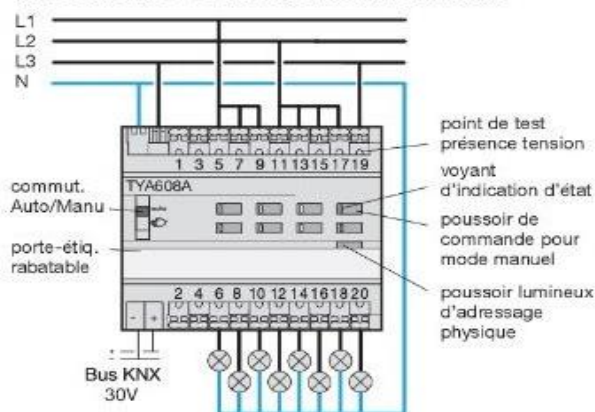 L1
L2
L3
N
1 3 5 7 9 11 13 15 17 19
TYA608A
auto
commut.
Auto/Manu
porte-étiq.
rabatable
point de test
présence tension
voyant
d'indication d'état
poussoir de
commande pour
mode manuel
poussoir lumineux
d'adressage
physique
2 4 6 8 10 12 14 16 18 20
- +
Bus KNX
30V